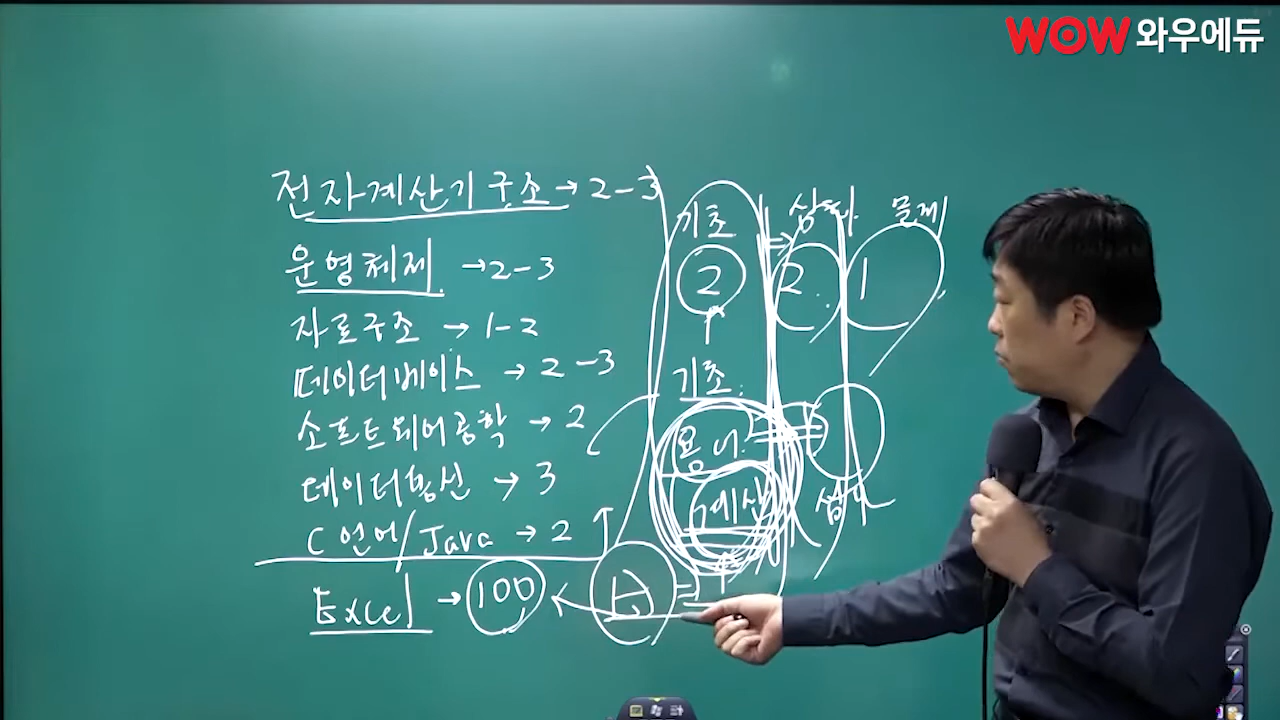 WOW 와우에듀
전자계산기구조 → 2-3
운영체제 → 2-3
자료구조 → 1-2
데이터베이스 → 2-3
소프트웨어공학 → 2
데이터통신 → 3
C언어/Java → 2
Excel → 100
기초 문제
2 2 1
기초
용어
계산